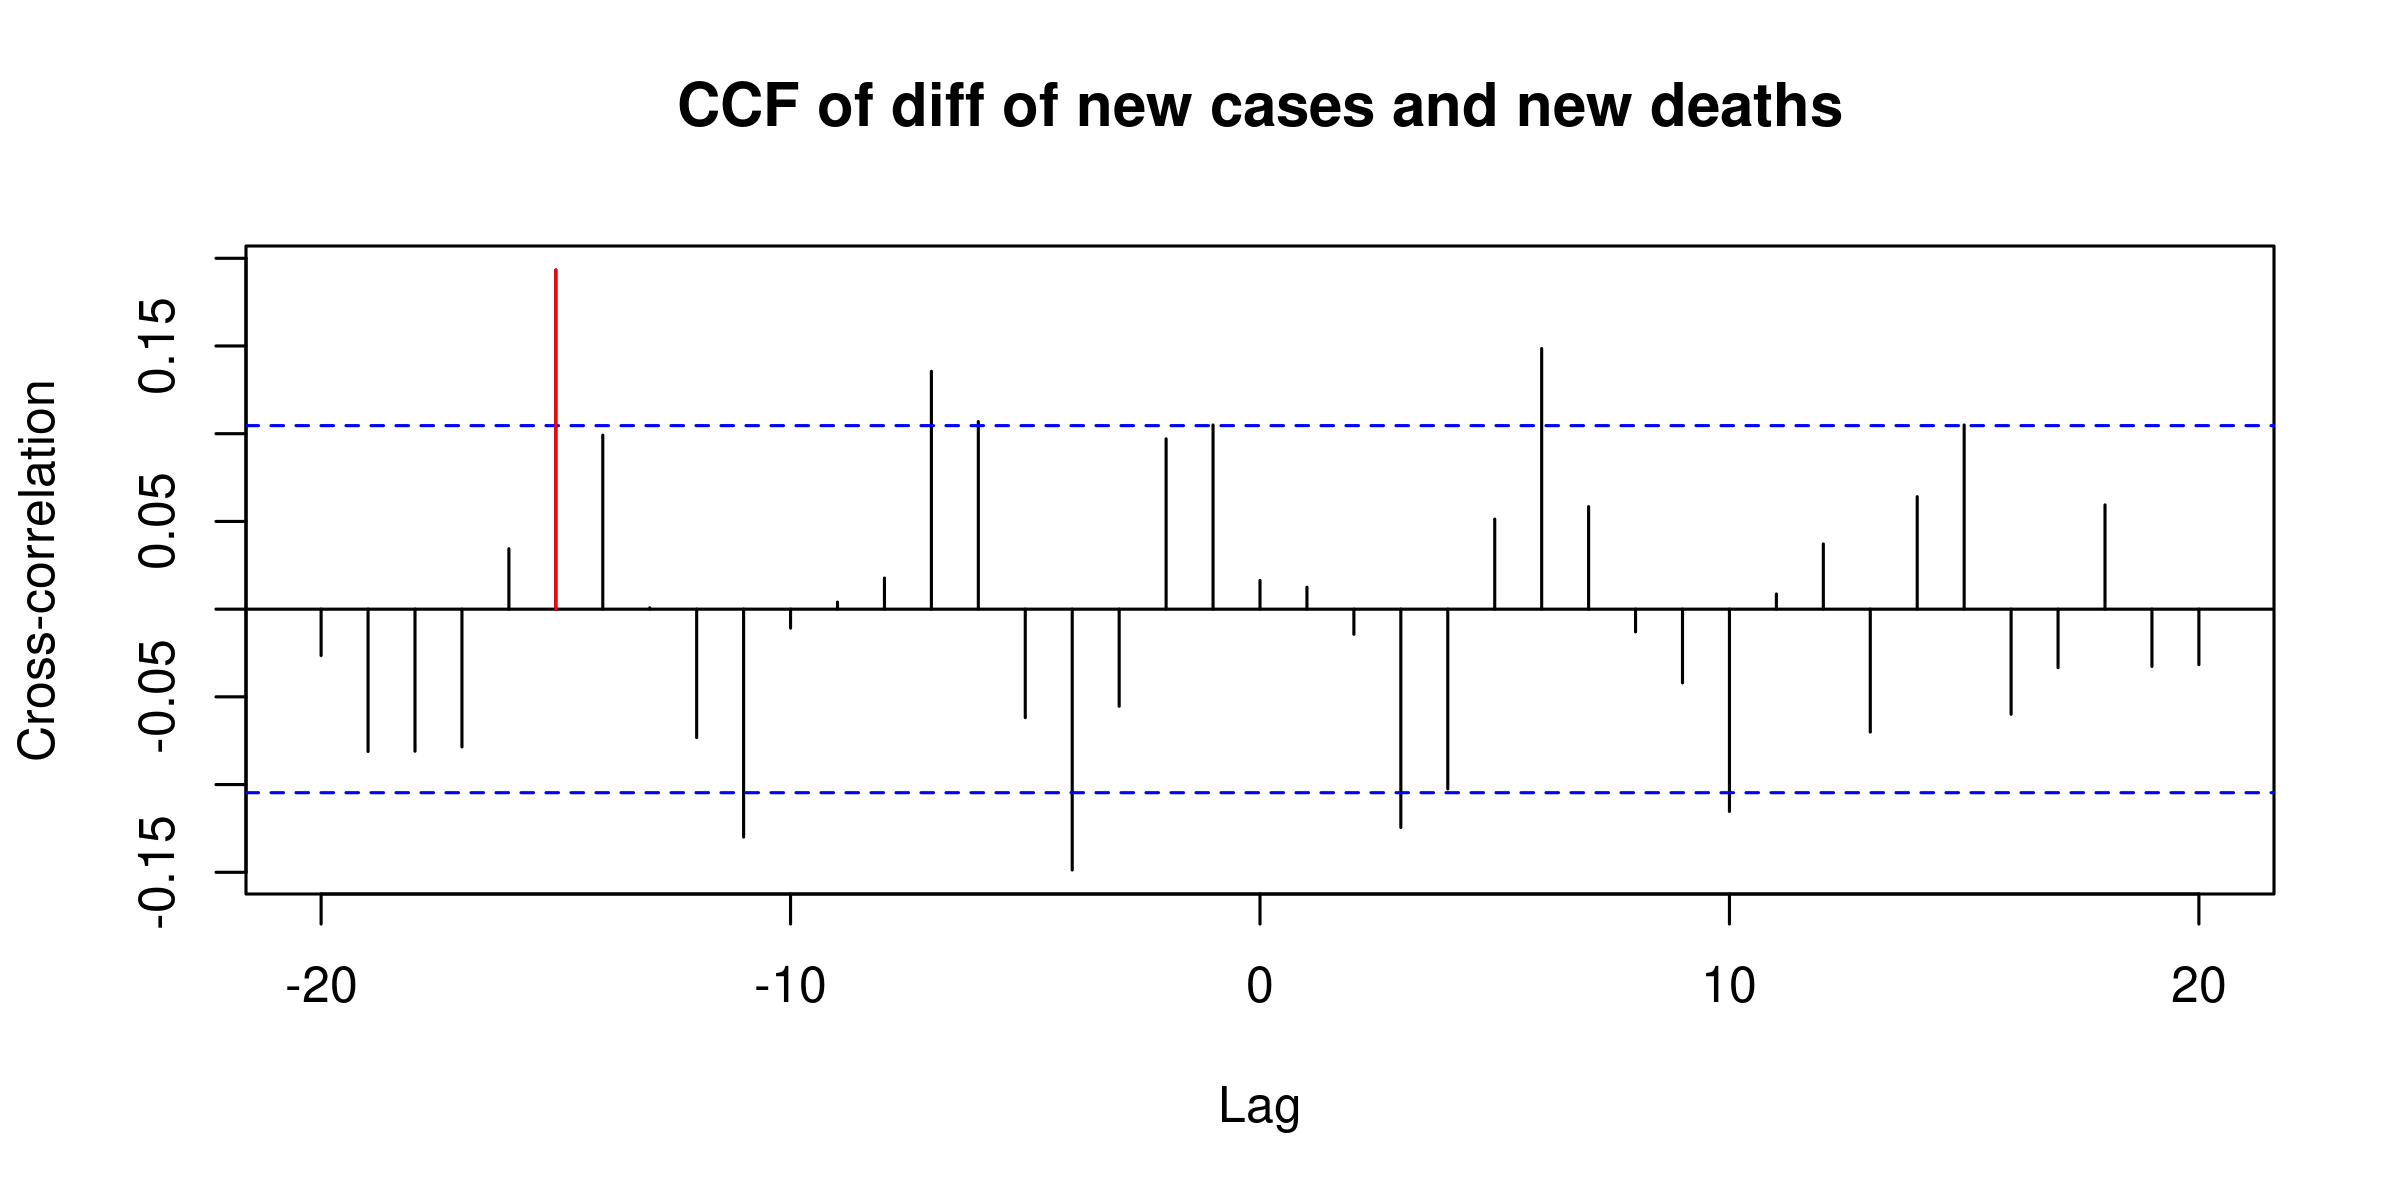 CCF of diff of new cases and new deaths
Cross-correlation
0.15
0.05
-0.05
-0.15
-20 -10 0 10 20
Lag